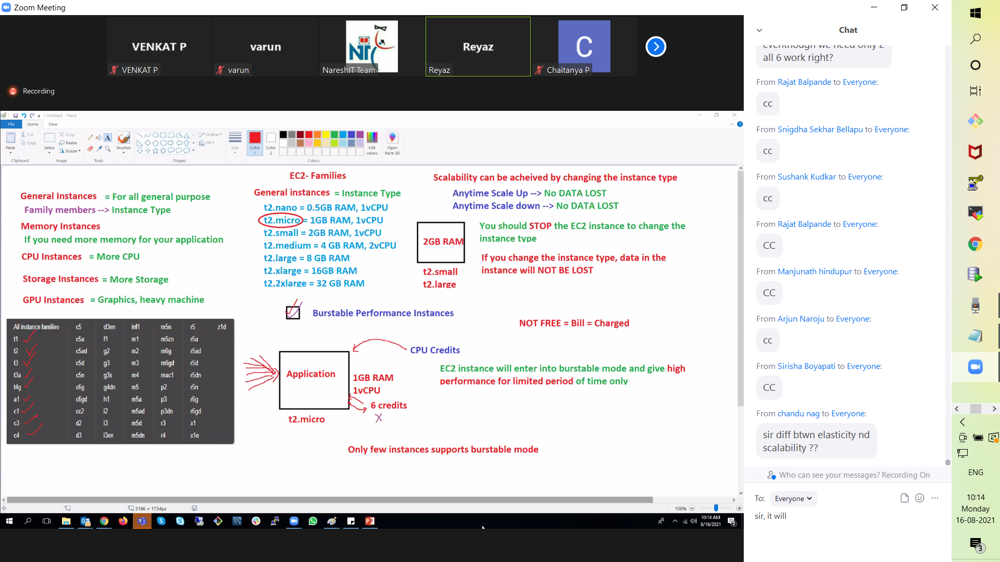 Zoom Meeting
VENKAT P
varun
Reyaz
C
VENKAT P
varun
NareshIT Team
Reyaz
Chaitanya P
Recording
Untitled - Paint
File
Home
View
Paste
Cut
Copy
Clipboard
Select
Crop
Resize
Rotate
Image
A
Tools
Brushes
Outline
Fill
Shapes
Size
Color 1
Color 2
Edit colors
Open Paint 3D
Colors
General Instances = For all general purpose
Family members --> Instance Type
Memory Instances
If you need more memory for your application
CPU Instances = More CPU
Storage Instances = More Storage
GPU Instances = Graphics, heavy machine
All instance families c5 d3en inf1 m5n r5 z1d
t1 c5a f1 m1 m5zn r5a
t2 c5ad g2 m2 m6g r5ad
t3 c5d g3 m3 m6gd r5d
t3a c5n g3s m4 mac1 r5dn
t4g c6g g4dn m5 p2 r5n
a1 c6gd h1 m5a p3 r6g
c1 cc2 i2 m5ad p3dn r6gd
c3 d2 i3 m5d r3 x1
c4 d3 i3en m5dn r4 x1e
EC2- Families
General instances = Instance Type
t2.nano = 0.5GB RAM, 1vCPU
t2.micro = 1GB RAM, 1vCPU
t2.small = 2GB RAM, 1vCPU
t2.medium = 4 GB RAM, 2vCPU
t2.large = 8 GB RAM
t2.xlarge = 16GB RAM
t2.2xlarge = 32 GB RAM
Burstable Performance Instances
Scalability can be acheived by changing the instance type
Anytime Scale Up --> No DATA LOST
Anytime Scale down --> No DATA LOST
2GB RAM
t2.small
t2.large
You should STOP the EC2 instance to change the
instance type
If you change the instance type, data in the
instance will NOT BE LOST
NOT FREE = Bill = Charged
CPU Credits
Application
1GB RAM
1vCPU
6 credits
X
t2.micro
EC2 instance will enter into burstable mode and give high
performance for limited period of time only
Only few instances supports burstable mode
3186 × 1734px
100%
10:14 AM
8/16/2021
2
Chat
eventhough we need only 2
all 6 work right?
From Rajat Balpande to Everyone:
cc
From Snigdha Sekhar Bellapu to Everyone:
cc
From Sushank Kudkar to Everyone:
cc
From Rajat Balpande to Everyone:
CC
From Manjunath hindupur to Everyone:
CC
From Arjun Naroju to Everyone:
cc
From Sirisha Boyapati to Everyone:
CC
From chandu nag to Everyone:
sir diff btwn elasticity nd
scalability ??
Who can see your messages? Recording On
To: Everyone
sir, it will
ENG
10:14
Monday
16-08-2021
3